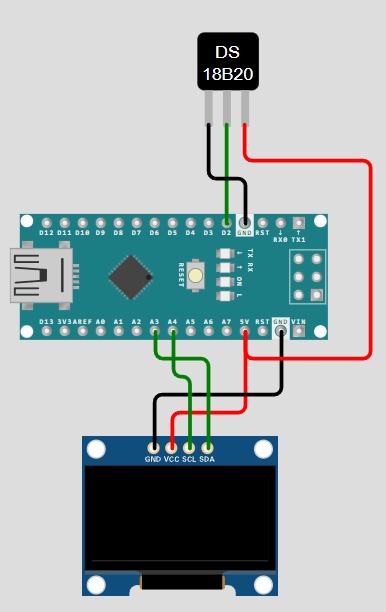 DS
18B20
D12 D11 D10 D9 D8 D7 D6 D5 D4 D3 D2 GND RST ↓ ↑
RX0 TX1
RESET
TX RX
↓ ↑ ON L
D13 3V3 AREF A0 A1 A2 A3 A4 A5 A6 A7 5V RST GND VIN
GND VCC SCL SDA